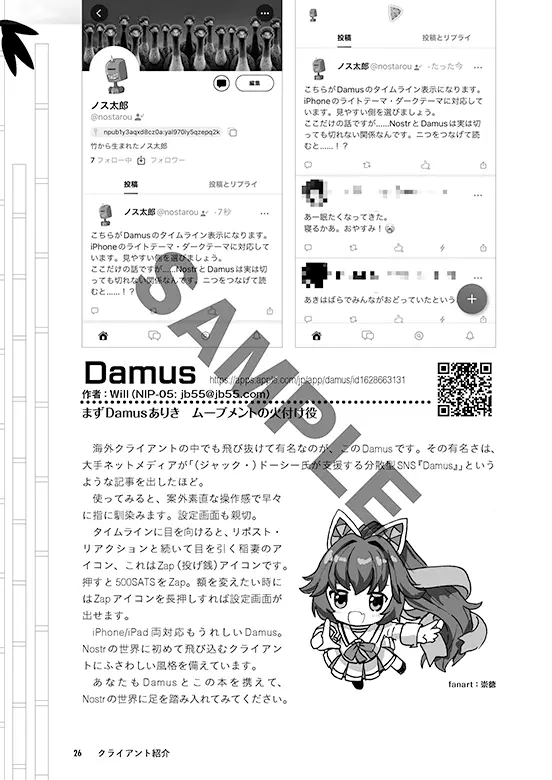 編集
ノス太郎
@nostarou
npub1y3aqxd8cz0a:yal970ly5qzepq2k
竹から生まれたノス太郎
7 フォロー中 フォロワー
投稿 投稿とリプライ
ノス太郎 @nostarou ・7秒
こちらがDamusのタイムライン表示になります。
iPhoneのライトテーマ・ダークテーマに対応して
います。見やすい側を選びましょう。
ここだけの話ですが……NostrとDamusは実は切
っても切れない関係なんです。二つをつなげて読
むと……！？
投稿 投稿とリプライ
ノス太郎 @nostarou ・たった今
こちらがDamusのタイムライン表示になります。
iPhoneのライトテーマ・ダークテーマに対応してい
ます。見やすい側を選びましょう。
ここだけの話ですが……NostrとDamusは実は切
っても切れない関係なんです。二つをつなげて読
むと……！？
あー眠たくなってきた。
寝るかあ。おやすみ！
あきはばらでみんながおどっていたという
SAMPLE
Damus
https://apps.apple.com/jp/app/damus/id1628663131
作者：Will（NIP-05: jb55@jb55.com）
まずDamusありき　ムーブメントの火付け役
海外クライアントの中でも飛び抜けて有名なのが、このDamusです。その有名さは、
大手ネットメディアが「（ジャック・）ドーシー氏が支援する分散型SNS『Damus』」という
ような記事を出したほど。
使ってみると、案外素直な操作感で早々
に指に馴染みます。設定画面も親切。
タイムラインに目を向けると、リポスト・
リアクションと続いて目を引く稲妻のア
イコン、これはZap（投げ銭）アイコンです。
押すと500SATSをZap。額を変えたい時に
はZapアイコンを長押しすれば設定画面が
出せます。
iPhone/iPad両対応もうれしいDamus。
Nostrの世界に初めて飛び込むクライアン
トにふさわしい風格を備えています。
あなたもDamusとこの本を携えて、
Nostrの世界に足を踏み入れてみてください。
fanart：崇徳
26 クライアント紹介